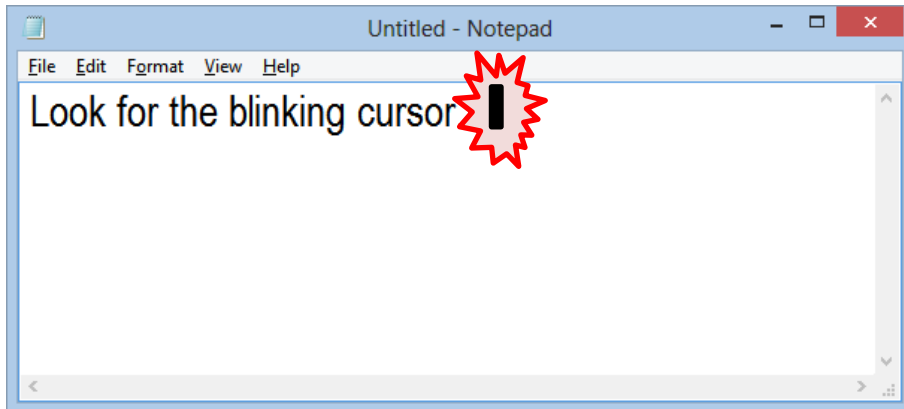 Untitled - Notepad
File Edit Format View Help
Look for the blinking cursor